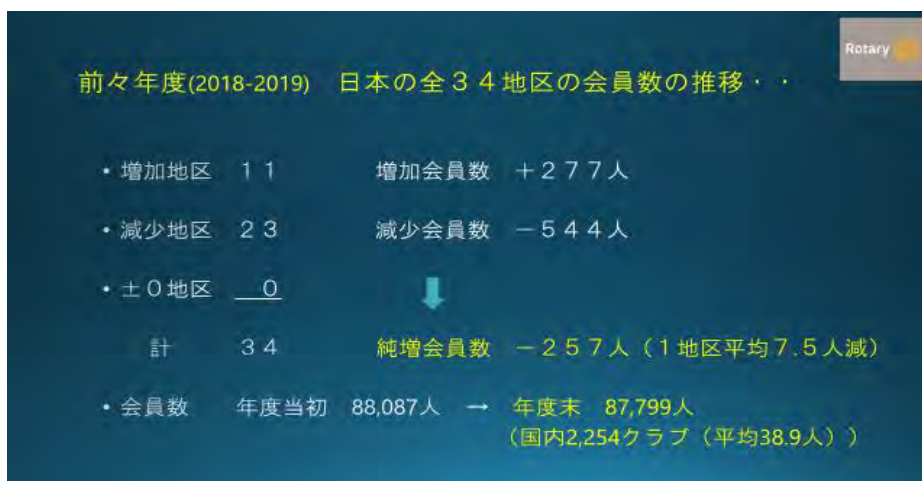 Rotary
前々年度(2018-2019) 日本の全３４地区の会員数の推移・・
• 増加地区 １１ 増加会員数 ＋２７７人
• 減少地区 ２３ 減少会員数 －５４４人
• ±０地区 ０
計 ３４ 純増会員数 －２５７人（１地区平均７.５人減）
• 会員数 年度当初 88,087人 → 年度末 87,799人
（国内2,254クラブ（平均38.9人））